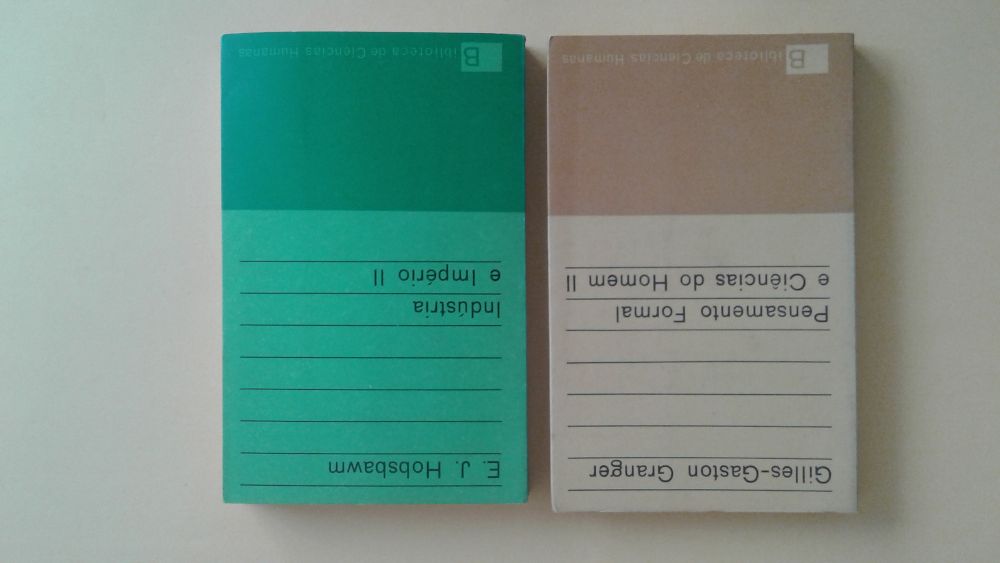 Gilles-Gaston Granger
Pensamento Formal
e Ciências do Homem II
Biblioteca de Ciências Humanas
E. J. Hobsbawm
Indústria
e Império II
Biblioteca de Ciências Humanas